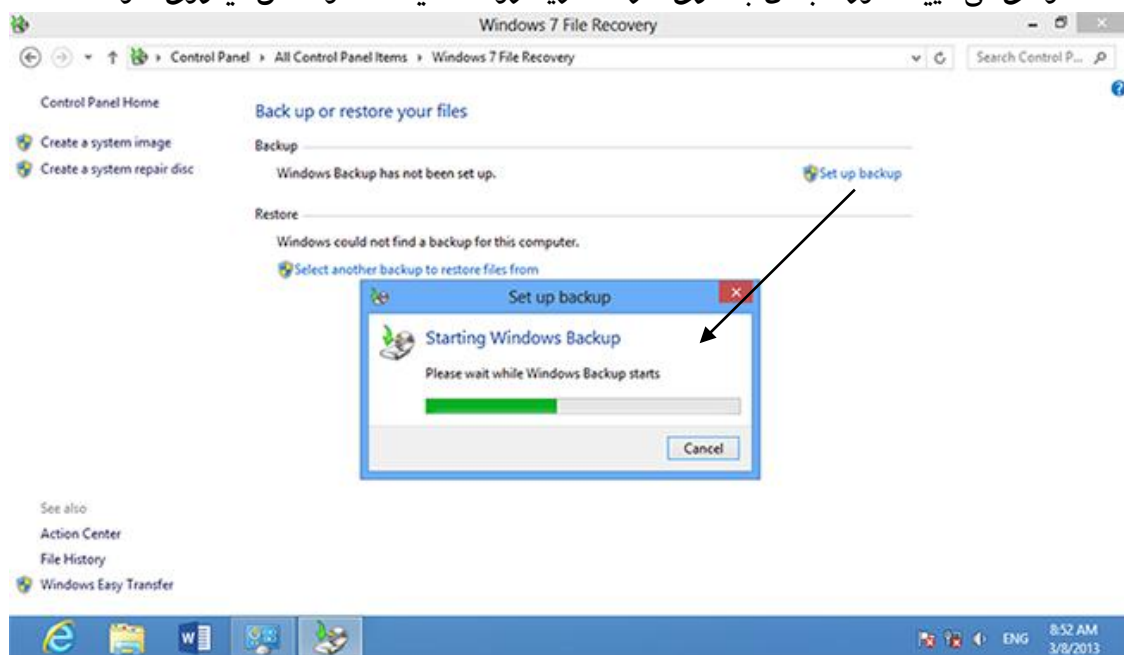 Windows 7 File Recovery
Control Panel › All Control Panel Items › Windows 7 File Recovery
Search Control P...
Control Panel Home
Create a system image
Create a system repair disc
Back up or restore your files
Backup
Windows Backup has not been set up.
Set up backup
Restore
Windows could not find a backup for this computer.
Select another backup to restore files from
Set up backup
Starting Windows Backup
Please wait while Windows Backup starts
Cancel
See also
Action Center
File History
Windows Easy Transfer
ENG
8:52 AM
3/8/2013